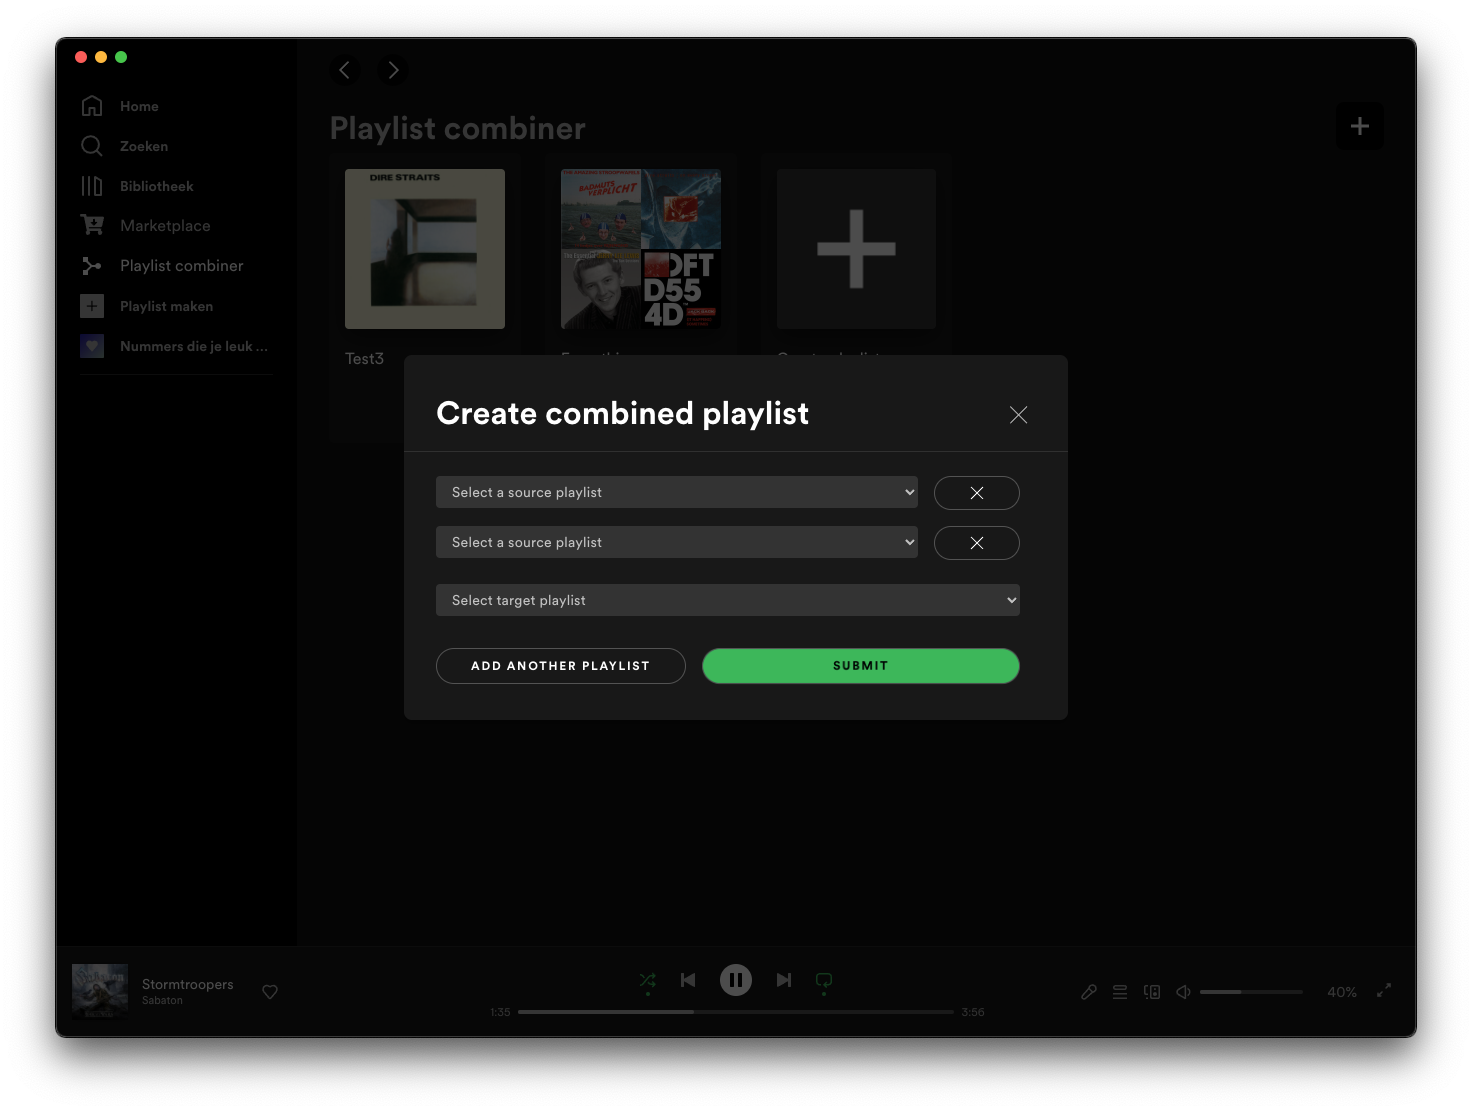 Home
Zoeken
Bibliotheek
Marketplace
Playlist combiner
Playlist maken
Nummers die je leuk ...
Playlist combiner
DIRE STRAITS
BADMUTS
VERPLICHT
The Essential
DFT
D55
4D
Test3
Create combined playlist
Select a source playlist
Select a source playlist
Select target playlist
ADD ANOTHER PLAYLIST
SUBMIT
Stormtroopers
Sabaton
1:35
3:56
40%